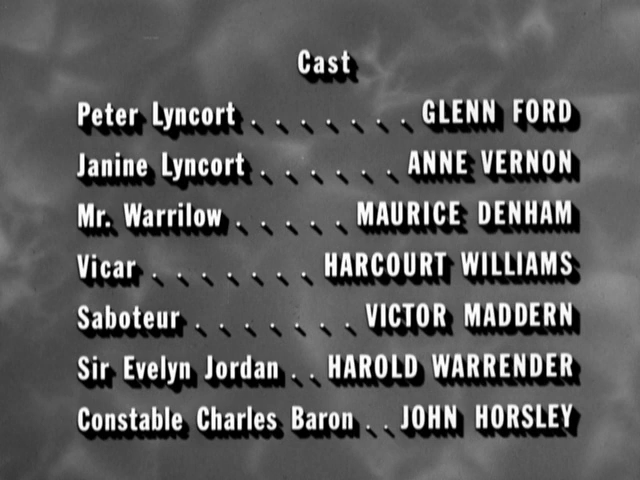 Cast
Peter Lyncort . . . . . . . GLENN FORD
Janine Lyncort . . . . . . ANNE VERNON
Mr. Warrilow . . . . . MAURICE DENHAM
Vicar . . . . . . . HARCOURT WILLIAMS
Saboteur . . . . . . . VICTOR MADDERN
Sir Evelyn Jordan . . HAROLD WARRENDER
Constable Charles Baron . . JOHN HORSLEY